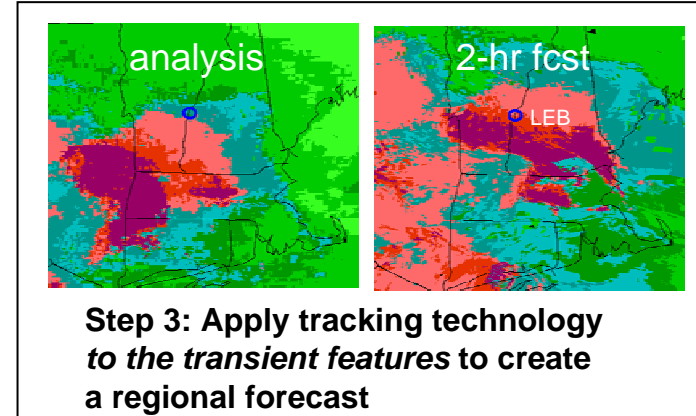 analysis
2-hr fcst
LEB
Step 3: Apply tracking technology
to the transient features to create
a regional forecast